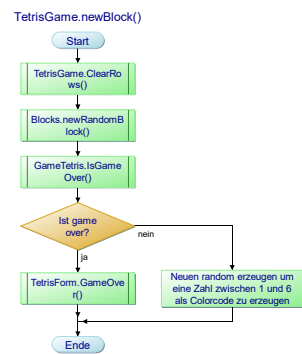 TetrisGame.newBlock()
Start
TetrisGame.ClearRo
ws()
Blocks.newRandomB
lock()
GameTetris.IsGame
Over()
Ist game
over?
nein
ja
TetrisForm.GameOve
r()
Neuen random erzeugen um
eine Zahl zwischen 1 und 6
als Colorcode zu erzeugen
Ende